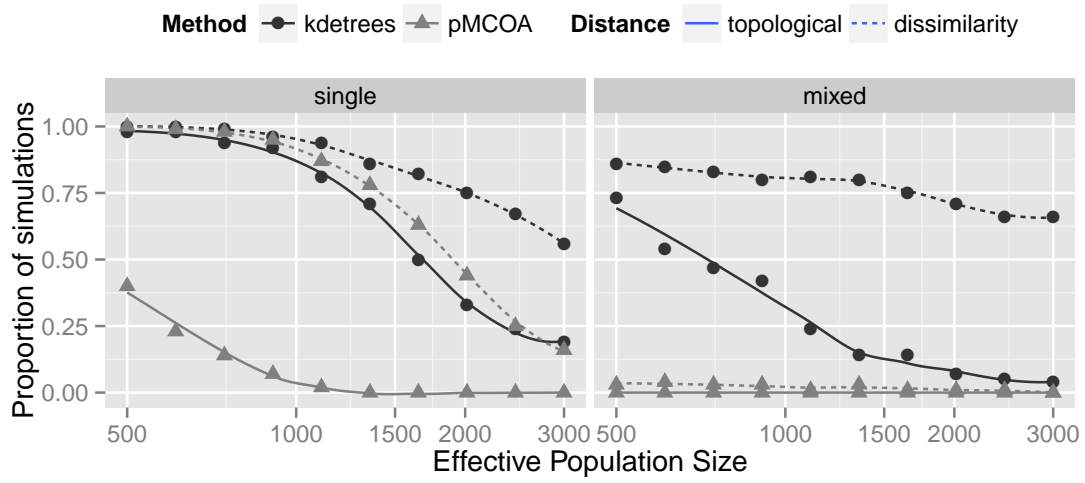 Method kdetrees pMCOA Distance topological dissimilarity
single mixed
Proportion of simulations
1.00
0.75
0.50
0.25
0.00
500 1000 1500 2000 3000 500 1000 1500 2000 3000
Effective Population Size